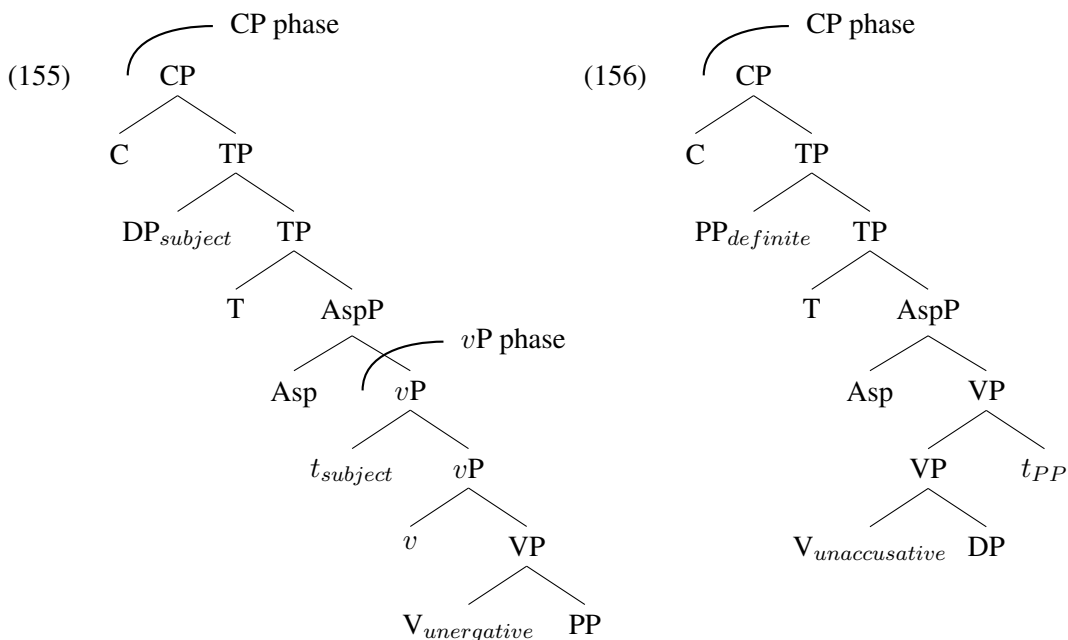 CP phase CP phase
(155) CP (156) CP
C TP C TP
DP_subject TP PP_definite TP
T AspP T AspP
vP phase
Asp vP Asp VP
t_subject vP VP t_PP
v VP V_unaccusative DP
V_unergative PP